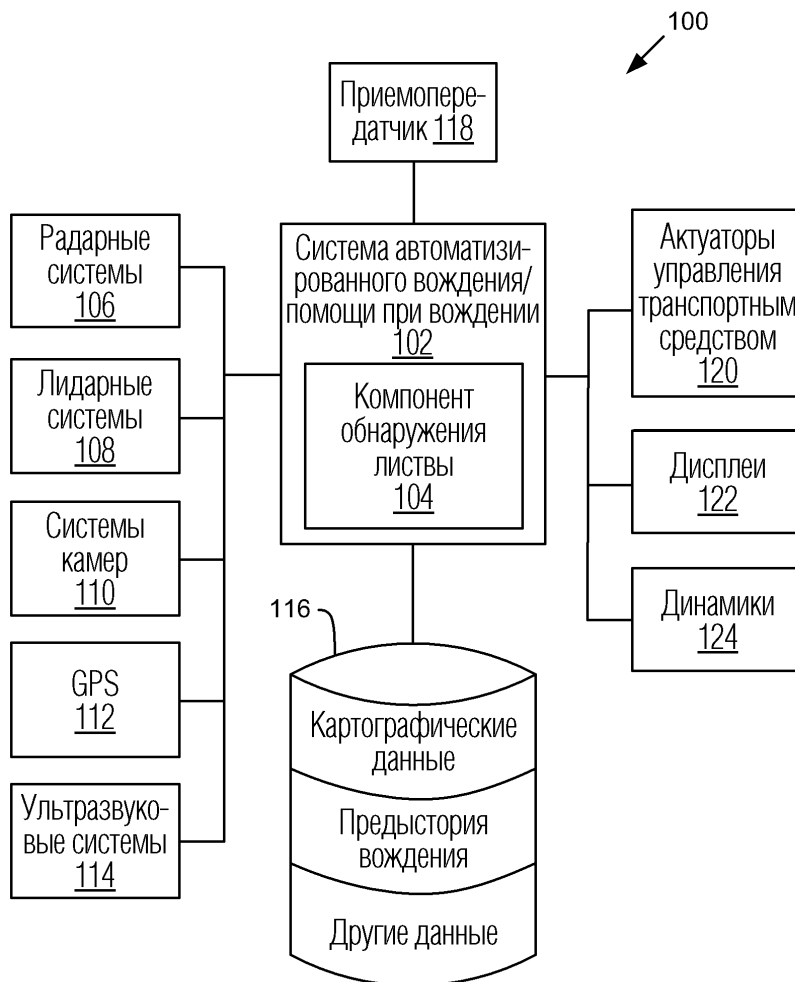 100
Приемопере-
датчик 118
Радарные
системы
106
Лидарные
системы
108
Системы
камер
110
GPS
112
Ультразвуко-
вые системы
114
Система автоматизи-
рованного вождения/
помощи при вождении
102
Компонент
обнаружения
листвы
104
116
Картографические
данные
Предыстория
вождения
Другие данные
Актуаторы
управления
транспортным
средством
120
Дисплеи
122
Динамики
124